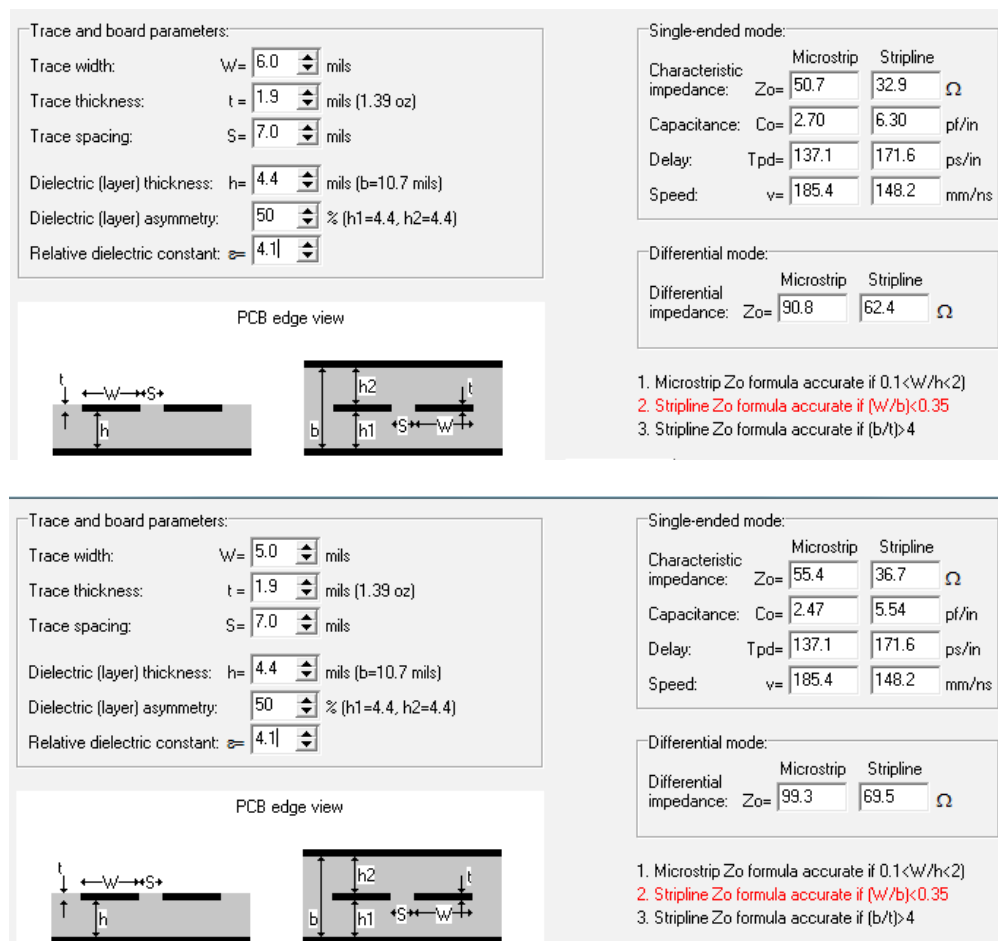 Trace and board parameters:
Trace width: W= 6.0 mils
Trace thickness: t = 1.9 mils (1.39 oz)
Trace spacing: S= 7.0 mils
Dielectric (layer) thickness: h= 4.4 mils (b=10.7 mils)
Dielectric (layer) asymmetry: 50 % (h1=4.4, h2=4.4)
Relative dielectric constant: ε= 4.1
PCB edge view
t W S h
b h2 h1 S W t
Single-ended mode:
Microstrip Stripline
Characteristic
impedance: Zo= 50.7 32.9 Ω
Capacitance: Co= 2.70 6.30 pf/in
Delay: Tpd= 137.1 171.6 ps/in
Speed: v= 185.4 148.2 mm/ns
Differential mode:
Microstrip Stripline
Differential
impedance: Zo= 90.8 62.4 Ω
1. Microstrip Zo formula accurate if 0.1<W/h<2)
2. Stripline Zo formula accurate if (W/b)<0.35
3. Stripline Zo formula accurate if (b/t)>4
Trace and board parameters:
Trace width: W= 5.0 mils
Trace thickness: t = 1.9 mils (1.39 oz)
Trace spacing: S= 7.0 mils
Dielectric (layer) thickness: h= 4.4 mils (b=10.7 mils)
Dielectric (layer) asymmetry: 50 % (h1=4.4, h2=4.4)
Relative dielectric constant: ε= 4.1
PCB edge view
t W S h
b h2 h1 S W t
Single-ended mode:
Microstrip Stripline
Characteristic
impedance: Zo= 55.4 36.7 Ω
Capacitance: Co= 2.47 5.54 pf/in
Delay: Tpd= 137.1 171.6 ps/in
Speed: v= 185.4 148.2 mm/ns
Differential mode:
Microstrip Stripline
Differential
impedance: Zo= 99.3 69.5 Ω
1. Microstrip Zo formula accurate if 0.1<W/h<2)
2. Stripline Zo formula accurate if (W/b)<0.35
3. Stripline Zo formula accurate if (b/t)>4